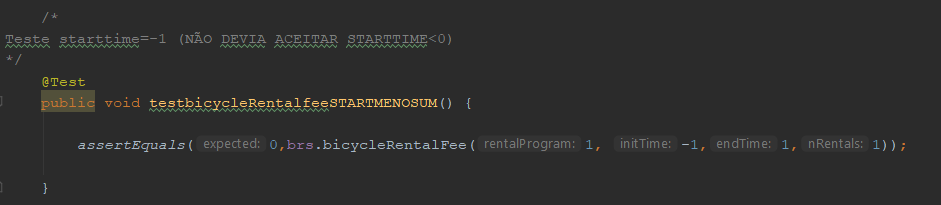 /*
Teste starttime=-1 (NÃO DEVIA ACEITAR STARTTIME<0)
*/
@Test
public void testbicycleRentalfeeSTARTMENOSUM() {
assertEquals( expected: 0,brs.bicycleRentalFee( rentalProgram: 1, initTime: -1, endTime: 1, nRentals: 1));
}